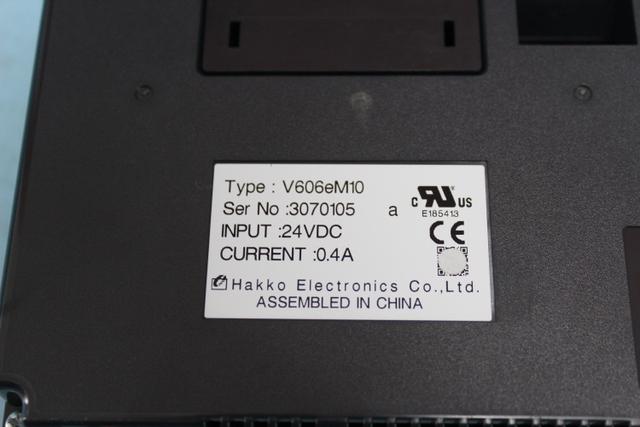 Type : V606eM10
Ser No :3070105 a
INPUT :24VDC
CURRENT :0.4A
c RU US
E185413
CE
Hakko Electronics Co.,Ltd.
ASSEMBLED IN CHINA